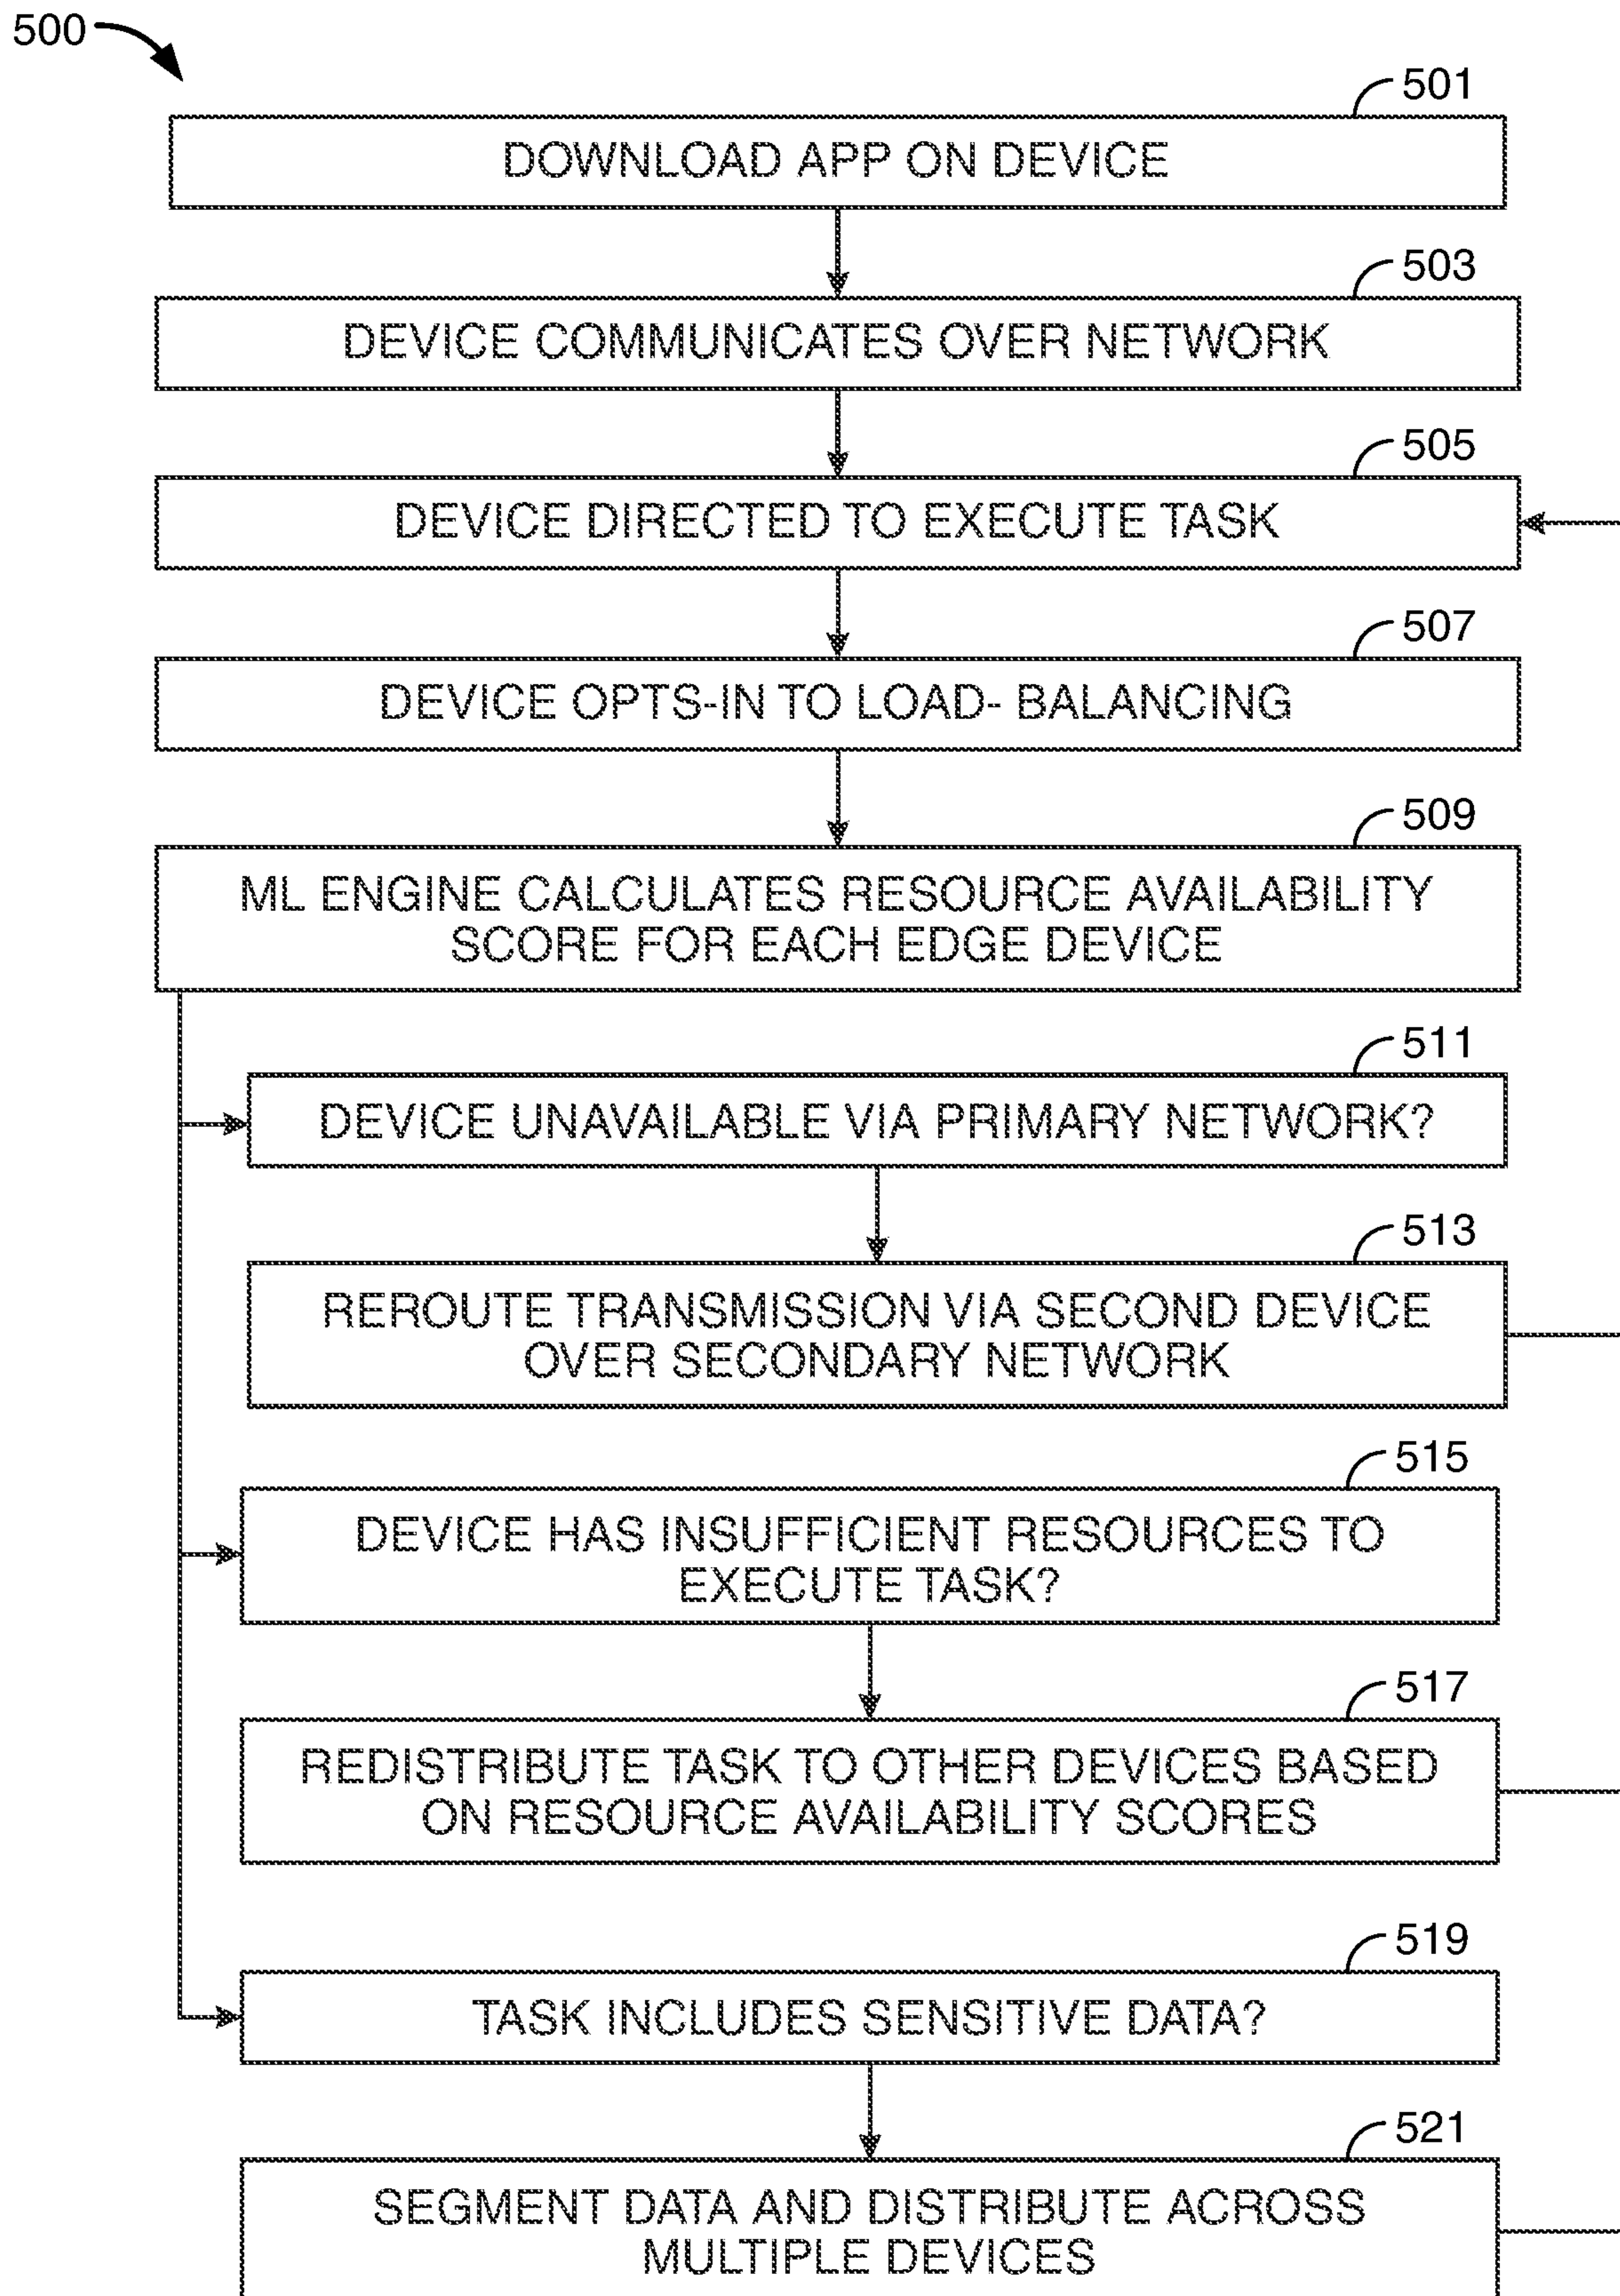 500
501
DOWNLOAD APP ON DEVICE
503
DEVICE COMMUNICATES OVER NETWORK
505
DEVICE DIRECTED TO EXECUTE TASK
507
DEVICE OPTS-IN TO LOAD- BALANCING
509
ML ENGINE CALCULATES RESOURCE AVAILABILITY
SCORE FOR EACH EDGE DEVICE
511
DEVICE UNAVAILABLE VIA PRIMARY NETWORK?
513
REROUTE TRANSMISSION VIA SECOND DEVICE
OVER SECONDARY NETWORK
515
DEVICE HAS INSUFFICIENT RESOURCES TO
EXECUTE TASK?
517
REDISTRIBUTE TASK TO OTHER DEVICES BASED
ON RESOURCE AVAILABILITY SCORES
519
TASK INCLUDES SENSITIVE DATA?
521
SEGMENT DATA AND DISTRIBUTE ACROSS
MULTIPLE DEVICES